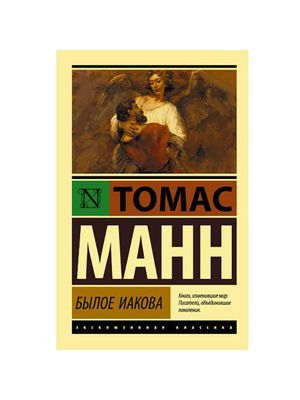 ТОМАС
МАНН
БЫЛОЕ ИАКОВА
Книги, изменившие мир.
Писатели, объединившие
поколения.
ЭКСКЛЮЗИВНАЯ КЛАССИКА